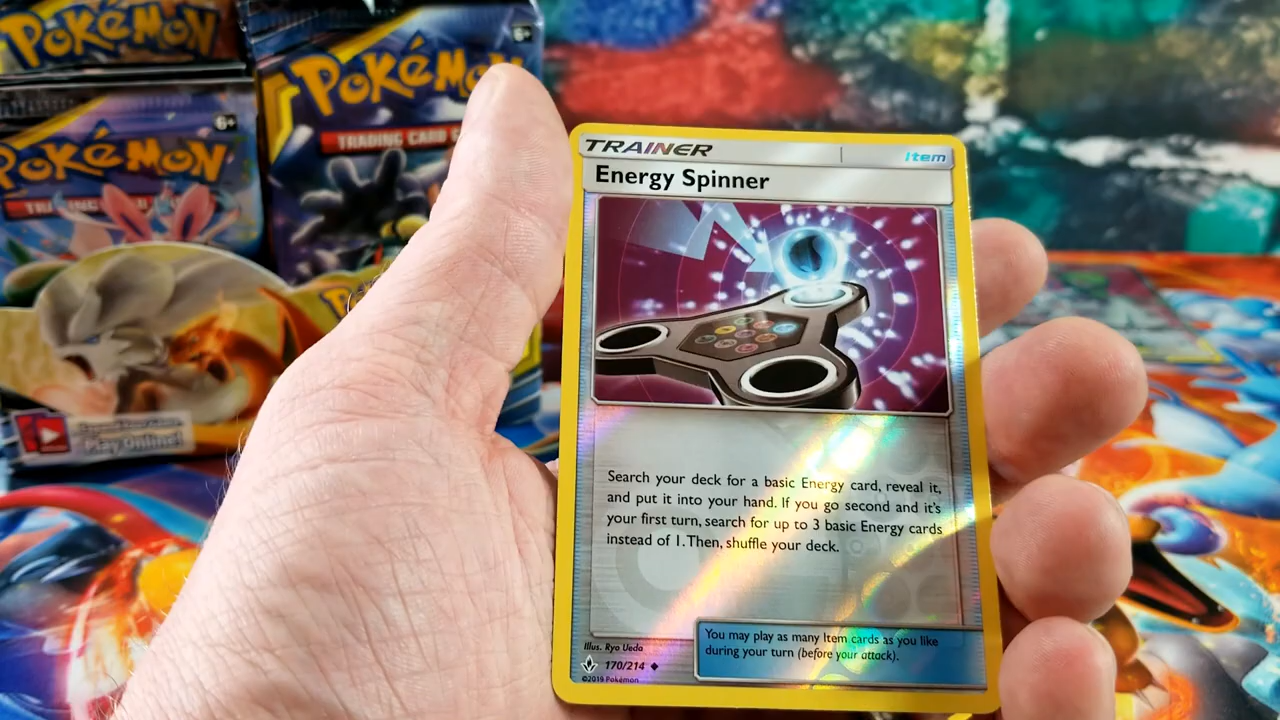 Pokémon
6+
Pokémon
TRADING CARD
6+
Pokémon
Play Online!
TRAINER
Item
Energy Spinner
Search your deck for a basic Energy card, reveal it,
and put it into your hand. If you go second and it's
your first turn, search for up to 3 basic Energy cards
instead of 1. Then, shuffle your deck.
You may play as many Item cards as you like
during your turn (before your attack).
Illus. Ryo Ueda
170/214
©2019 Pokémon